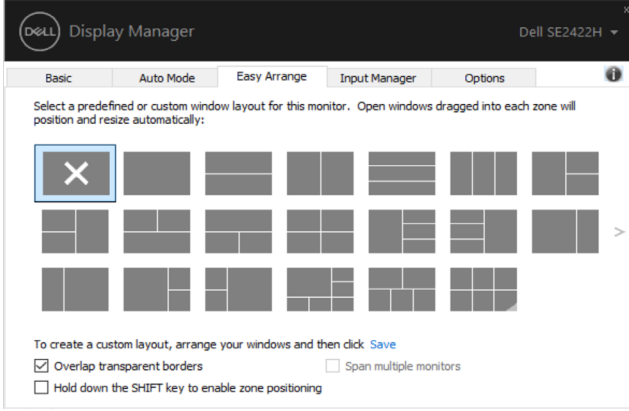 DELL Display Manager
Dell SE2422H
Basic
Auto Mode
Easy Arrange
Input Manager
Options
Select a predefined or custom window layout for this monitor. Open windows dragged into each zone will
position and resize automatically:
To create a custom layout, arrange your windows and then click Save
Overlap transparent borders
Span multiple monitors
Hold down the SHIFT key to enable zone positioning